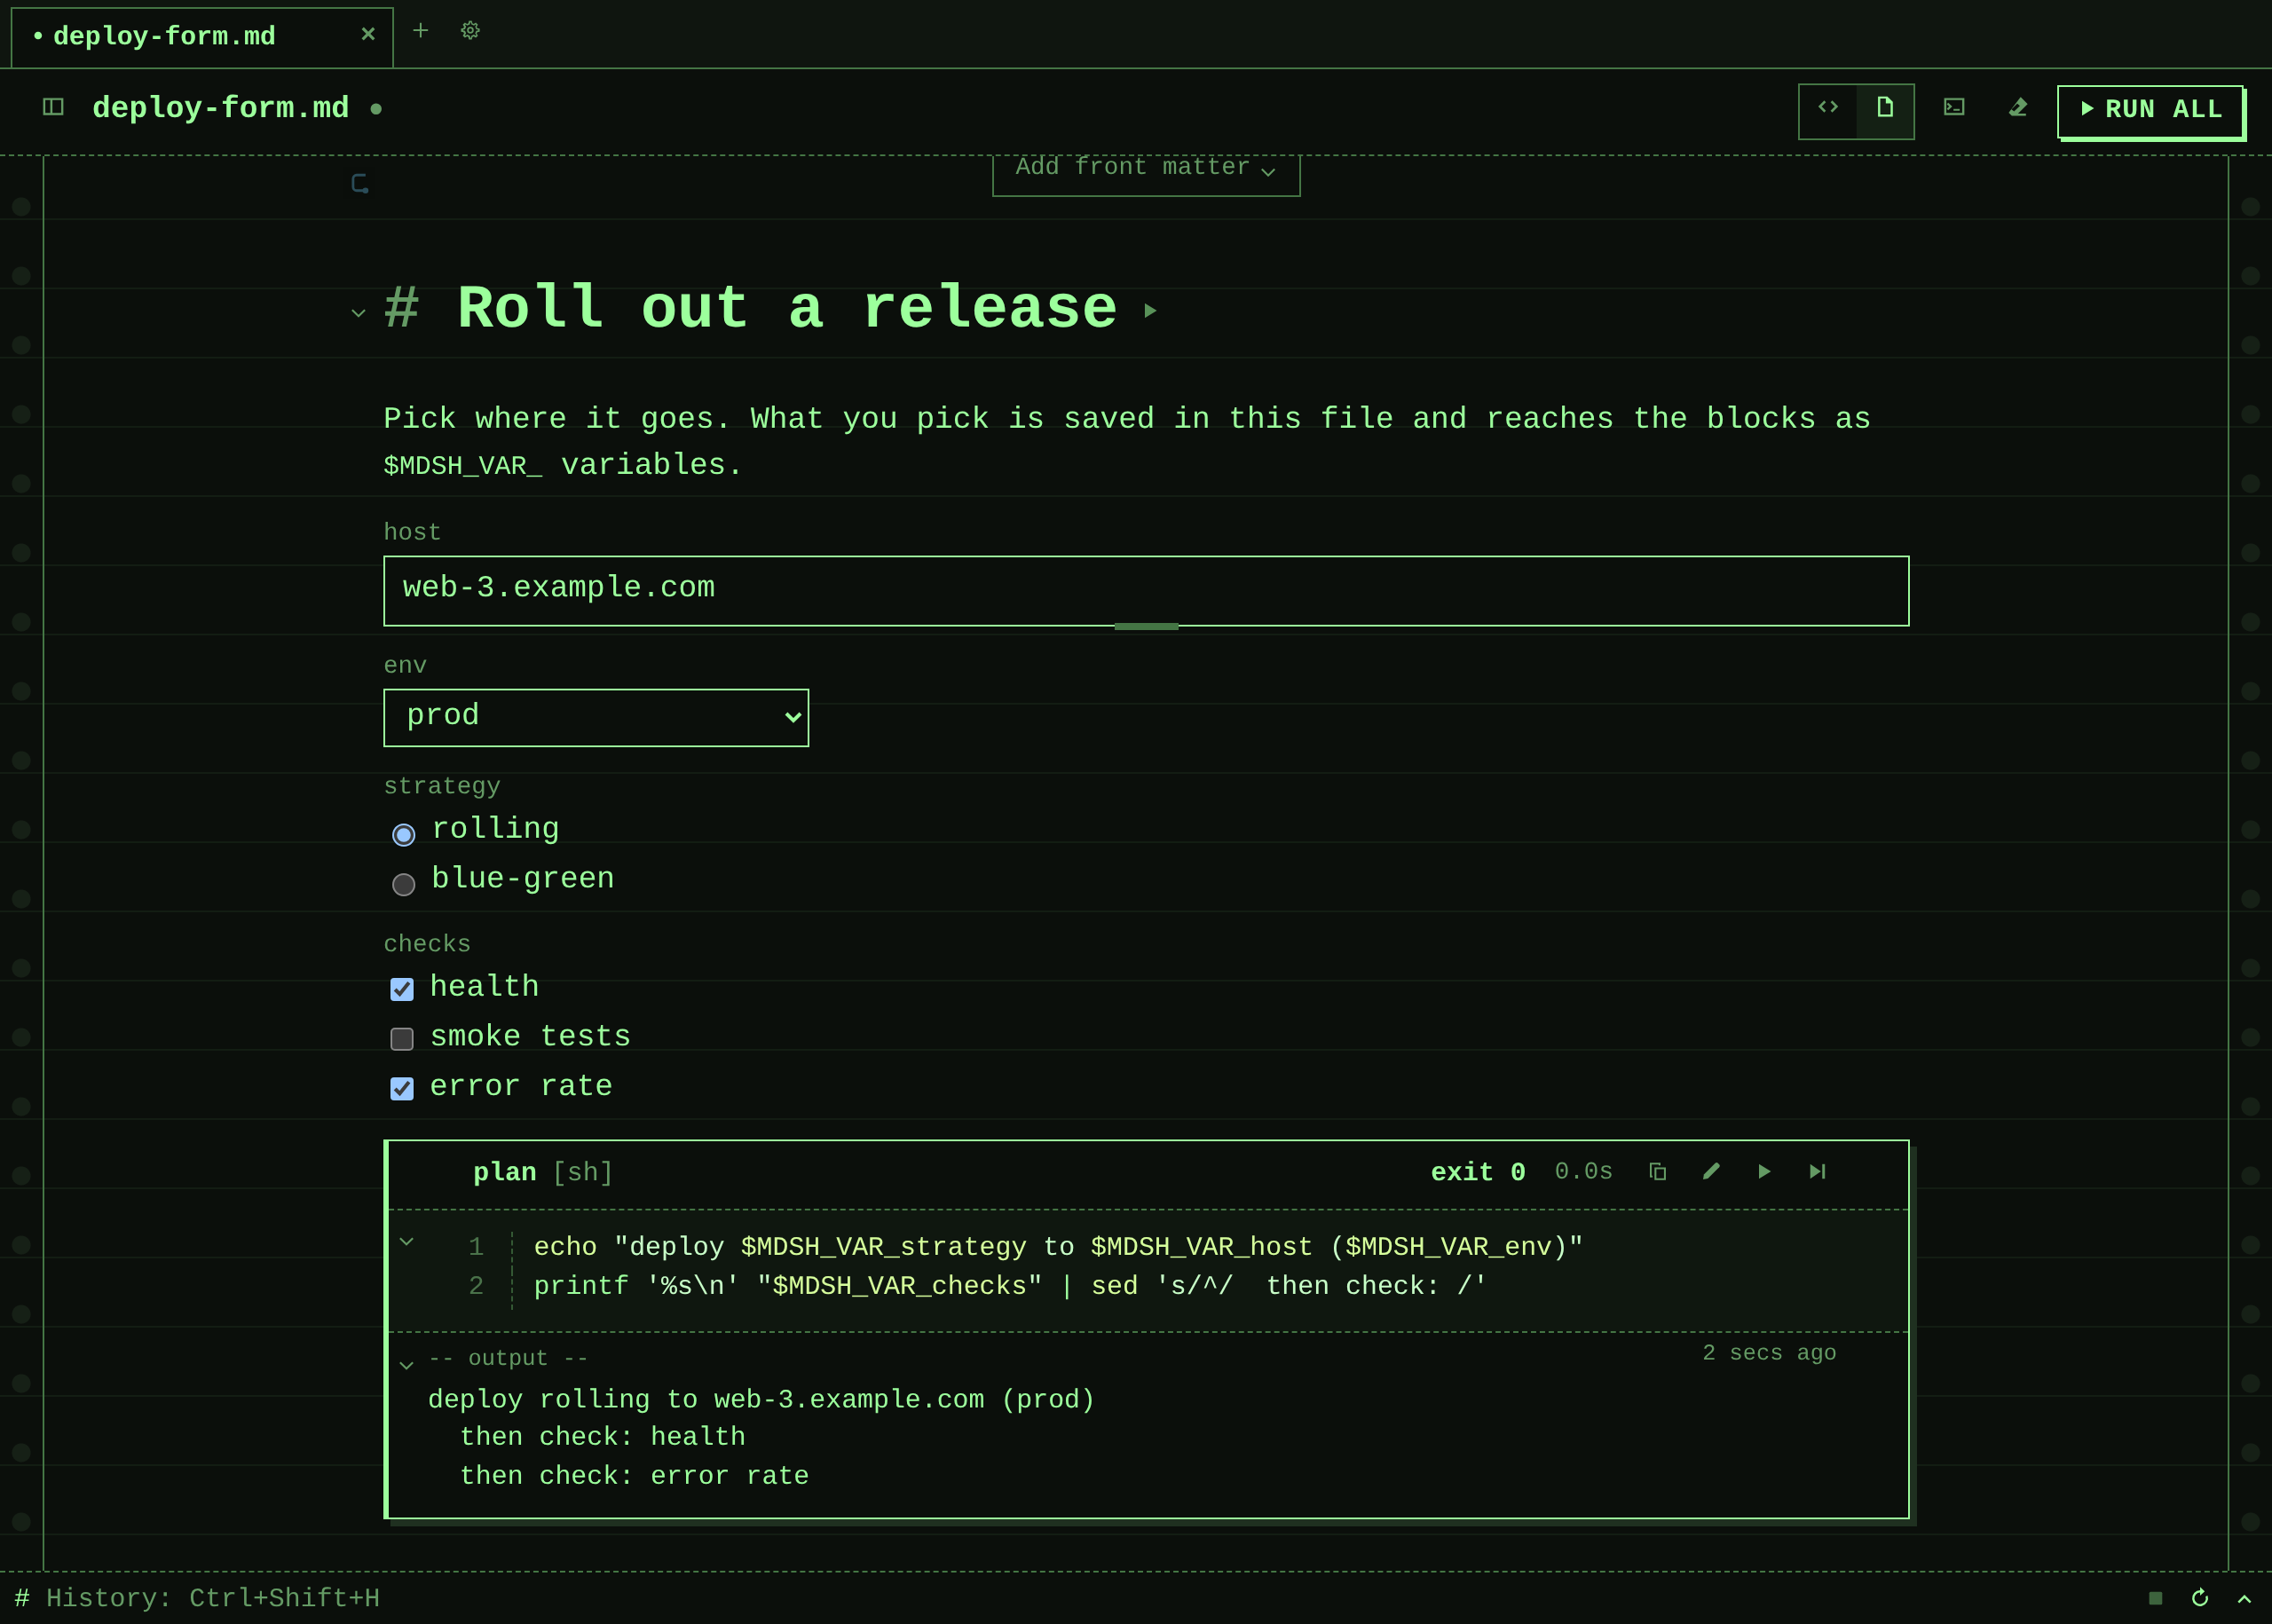 • deploy-form.md ×
deploy-form.md ●
RUN ALL
Add front matter
# Roll out a release
Pick where it goes. What you pick is saved in this file and reaches the blocks as
$MDSH_VAR_ variables.
host
web-3.example.com
env
prod
strategy
rolling
blue-green
checks
health
smoke tests
error rate
plan [sh] exit 0 0.0s
1 echo "deploy $MDSH_VAR_strategy to $MDSH_VAR_host ($MDSH_VAR_env)"
2 printf '%s\n' "$MDSH_VAR_checks" | sed 's/^/  then check: /'
-- output -- 2 secs ago
deploy rolling to web-3.example.com (prod)
then check: health
then check: error rate
# History: Ctrl+Shift+H